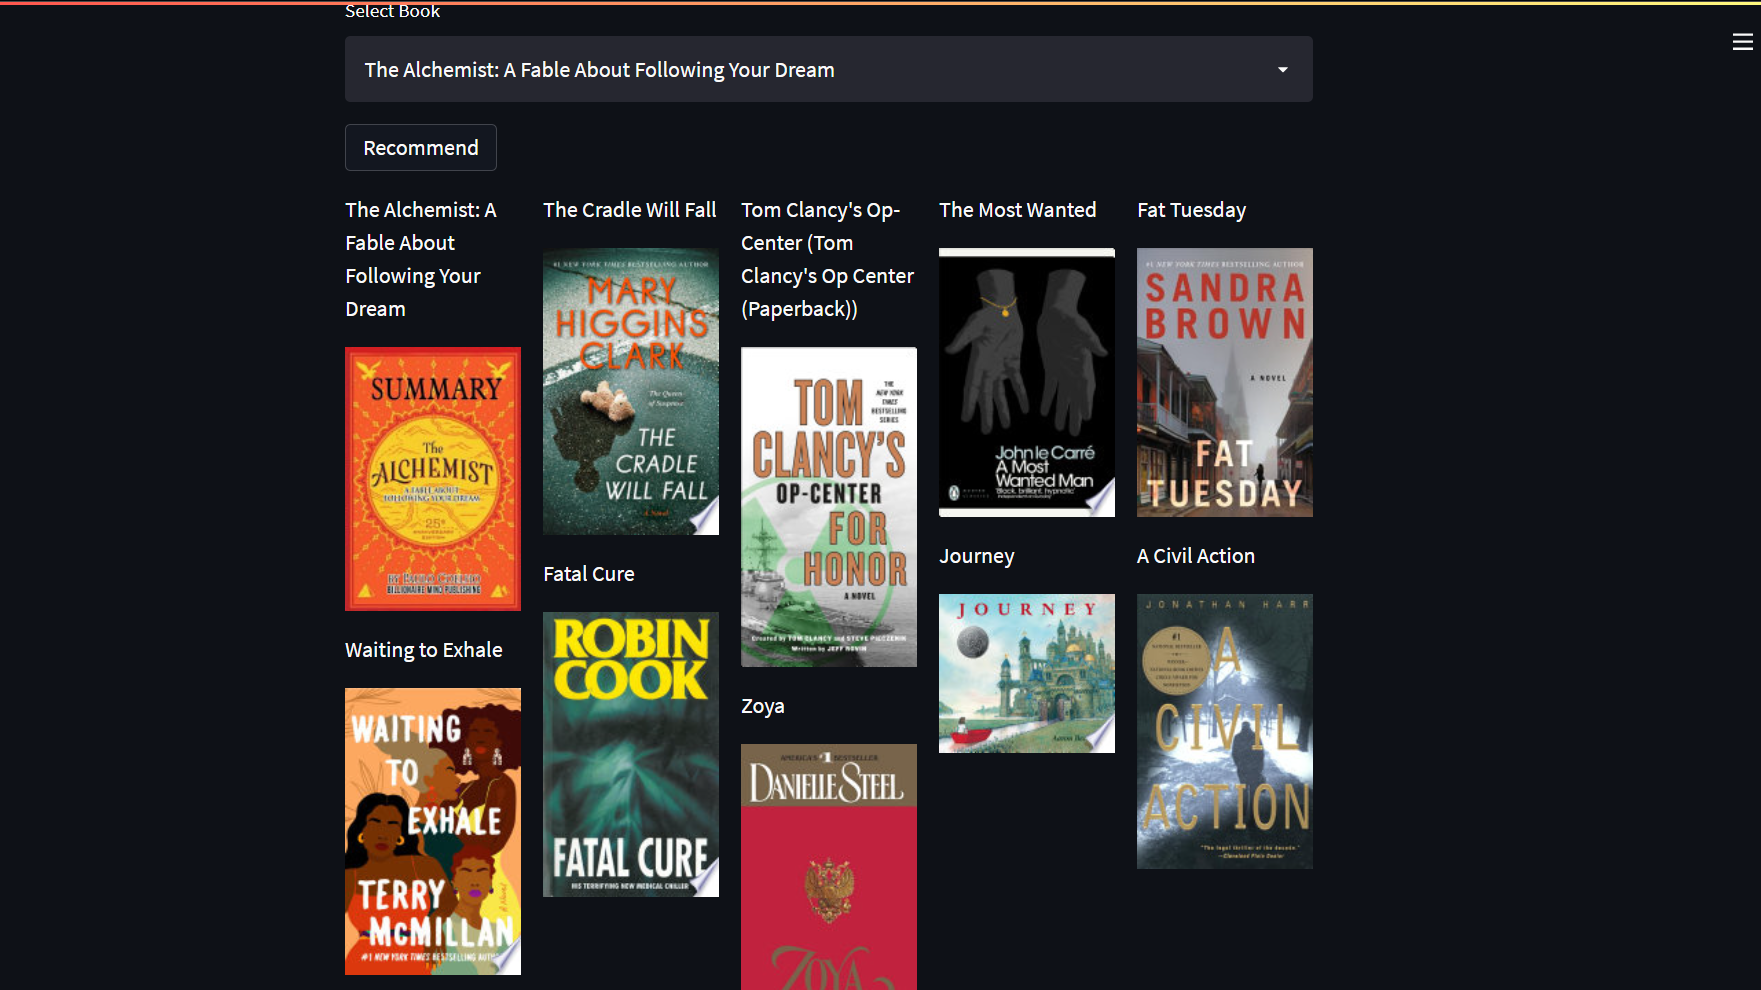 Select Book
The Alchemist: A Fable About Following Your Dream
Recommend
The Alchemist: A
Fable About
Following Your
Dream
SUMMARY
The
ALCHEMIST
A FABLE ABOUT
FOLLOWING YOUR DREAM
25th
ANNIVERSARY
EDITION
BY PAULO COELHO
BILLIONAIRE MIND PUBLISHING
Waiting to Exhale
WAITING
TO
EXHALE
TERRY
McMILLAN
#1 NEW YORK TIMES BESTSELLING
The Cradle Will Fall
#1 NEW YORK TIMES BESTSELLING AUTHOR
MARY
HIGGINS
CLARK
The Queen
of Suspense
THE
CRADLE
WILL FALL
A Novel
Fatal Cure
ROBIN
COOK
FATAL CURE
HIS TERRIFYING NEW MEDICAL CHILLER
Tom Clancy's Op-
Center (Tom
Clancy's Op Center
(Paperback))
THE
NEW YORK
TIMES
BESTSELLING
SERIES
TOM
CLANCY'S
OP-CENTER
FOR
HONOR
A NOVEL
Created by TOM CLANCY and STEVE PIECZENIK
Written by JEFF ROVIN
Zoya
AMERICA'S #1 BESTSELLER
DANIELLE STEEL
ZOYA
The Most Wanted
John le Carré
A Most
Wanted Man
'Black, brilliant, hypnotic'
Journey
JOURNEY
Aaron
Fat Tuesday
#1 NEW YORK TIMES BESTSELLING AUTHOR
SANDRA
BROWN
A NOVEL
FAT
TUESDAY
A Civil Action
JONATHAN HARR
#1
NATIONAL BESTSELLER
A
CIVIL
ACTION
"The legal thriller of the decade."
—Cleveland Plain Dealer